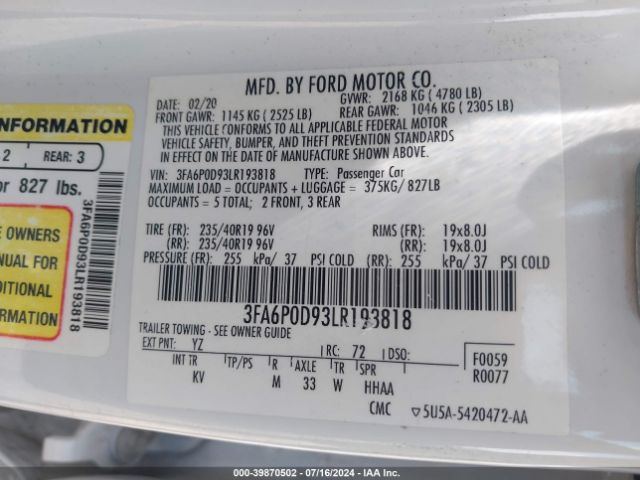 MFD. BY FORD MOTOR CO.
DATE: 02/20 GVWR: 2168 KG ( 4780 LB)
FRONT GAWR: 1145 KG ( 2525 LB) REAR GAWR: 1046 KG ( 2305 LB)
THIS VEHICLE CONFORMS TO ALL APPLICABLE FEDERAL MOTOR
VEHICLE SAFETY, BUMPER, AND THEFT PREVENTION STANDARDS
IN EFFECT ON THE DATE OF MANUFACTURE SHOWN ABOVE.
VIN: 3FA6P0D93LR193818 TYPE: Passenger Car
MAXIMUM LOAD = OCCUPANTS + LUGGAGE = 375KG/ 827LB
OCCUPANTS = 5 TOTAL; 2 FRONT, 3 REAR
TIRE (FR): 235/40R19 96V RIMS (FR): 19x8.0J
(RR): 235/40R19 96V (RR): 19x8.0J
PRESSURE (FR): 255 kPa/ 37 PSI COLD (RR): 255 kPa/ 37 PSI COLD
3FA6P0D93LR193818
TRAILER TOWING - SEE OWNER GUIDE
EXT PNT: YZ RC: 72 DSO: F0059
R0077
INT TR TP/PS R AXLE TR SPR
KV M 33 W HHAA
CMC ▽5USA-5420472-AA
INFORMATION
2 REAR: 3
or 827 lbs.
E OWNERS
NUAL FOR
DITIONAL
RMATION
3FA6P0D93LR193818
000-39870502 / 07/16/2024 / IAA Inc.